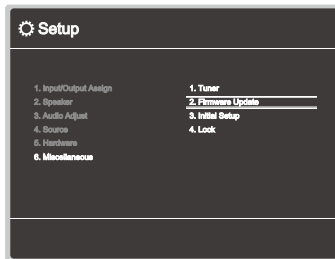 Setup
1. Input/Output Assign
2. Speaker
3. Audio Adjust
4. Source
5. Hardware
6. Miscellaneous
1. Tuner
2. Firmware Update
3. Initial Setup
4. Lock